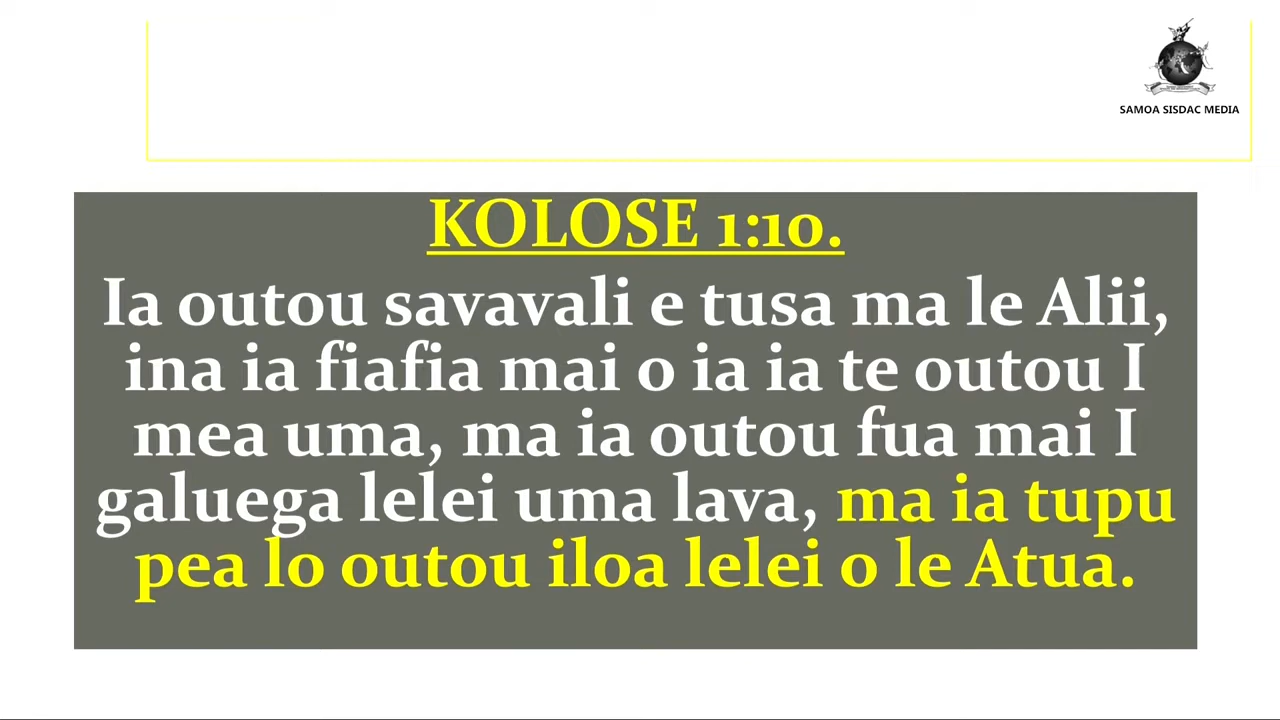 SAMOA SISDAC MEDIA
KOLOSE 1:10.
Ia outou savavali e tusa ma le Alii,
ina ia fiafia mai o ia ia te outou I
mea uma, ma ia outou fua mai I
galuega lelei uma lava, ma ia tupu
pea lo outou iloa lelei o le Atua.